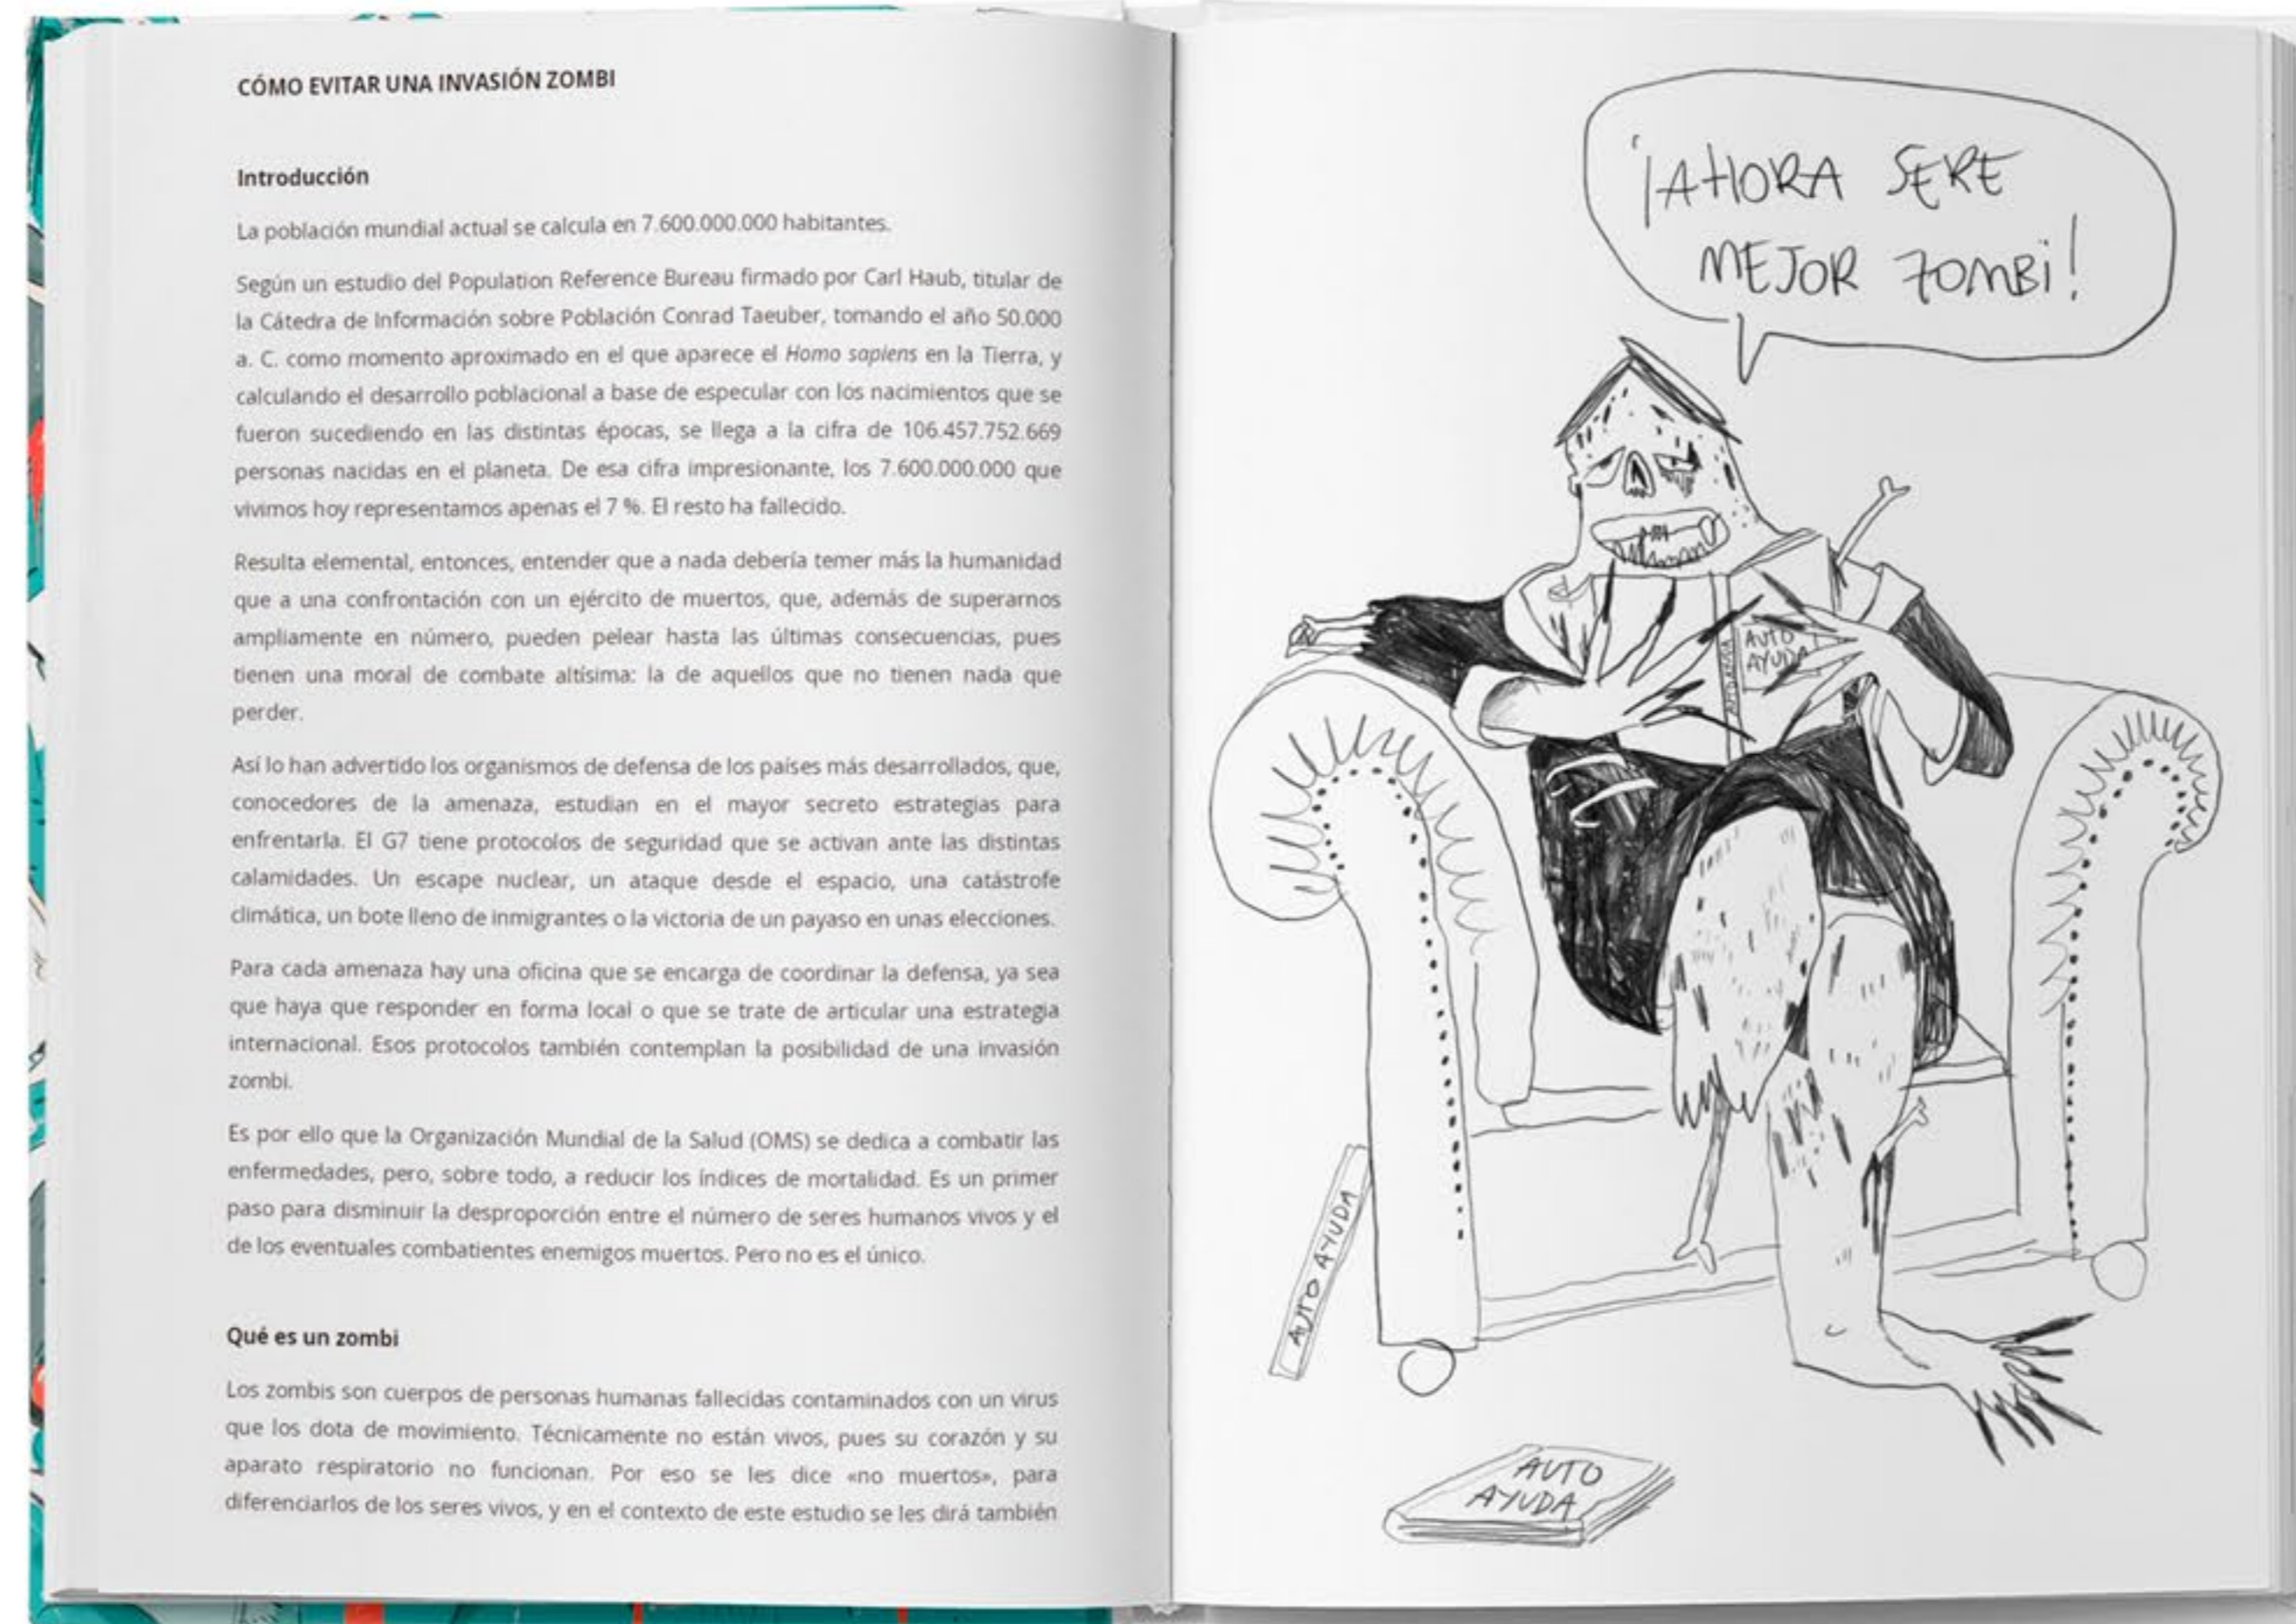 CÓMO EVITAR UNA INVASIÓN ZOMBI
Introducción
La población mundial actual se calcula en 7.600.000.000 habitantes.
Según un estudio del Population Reference Bureau firmado por Carl Haub, titular de
la Cátedra de Información sobre Población Conrad Taeuber, tomando el año 50.000
a. C. como momento aproximado en el que aparece el Homo sapiens en la Tierra, y
calculando el desarrollo poblacional a base de especular con los nacimientos que se
fueron sucediendo en las distintas épocas, se llega a la cifra de 106.457.752.669
personas nacidas en el planeta. De esa cifra impresionante, los 7.600.000.000 que
vivimos hoy representamos apenas el 7 %. El resto ha fallecido.
Resulta elemental, entonces, entender que a nada debería temer más la humanidad
que a una confrontación con un ejército de muertos, que, además de superarnos
ampliamente en número, pueden pelear hasta las últimas consecuencias, pues
tienen una moral de combate altísima: la de aquellos que no tienen nada que
perder.
Así lo han advertido los organismos de defensa de los países más desarrollados, que,
conocedores de la amenaza, estudian en el mayor secreto estrategias para
enfrentarla. El G7 tiene protocolos de seguridad que se activan ante las distintas
calamidades. Un escape nuclear, un ataque desde el espacio, una catástrofe
climática, un bote lleno de inmigrantes o la victoria de un payaso en unas elecciones.
Para cada amenaza hay una oficina que se encarga de coordinar la defensa, ya sea
que haya que responder en forma local o que se trate de articular una estrategia
internacional. Esos protocolos también contemplan la posibilidad de una invasión
zombi.
Es por ello que la Organización Mundial de la Salud (OMS) se dedica a combatir las
enfermedades, pero, sobre todo, a reducir los índices de mortalidad. Es un primer
paso para disminuir la desproporción entre el número de seres humanos vivos y el
de los eventuales combatientes enemigos muertos. Pero no es el único.
Qué es un zombi
Los zombis son cuerpos de personas humanas fallecidas contaminados con un virus
que los dota de movimiento. Técnicamente no están vivos, pues su corazón y su
aparato respiratorio no funcionan. Por eso se les dice «no muertos», para
diferenciarlos de los seres vivos, y en el contexto de este estudio se les dirá también
¡AHORA SERE
MEJOR ZOMBi!
AUTO
AYUDA
AUTO AYUDA
AUTO
AYUDA